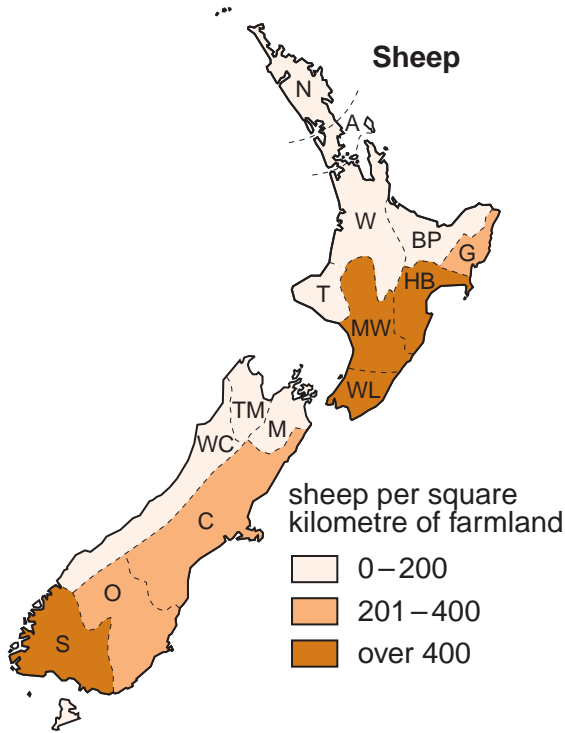 Sheep
N
A
W
BP
G
T
HB
MW
WL
TM
M
WC
C
O
S
sheep per square
kilometre of farmland
0–200
201–400
over 400